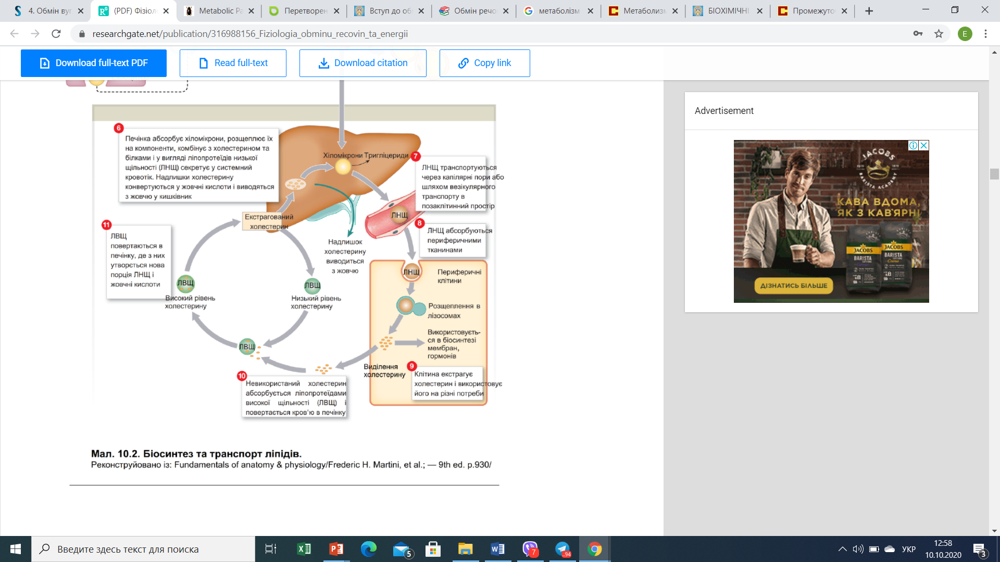 4. Обмін вуг
(PDF) Фізіол
Metabolic Pa
Перетворен
Вступ до об
Обмін речо
метаболізм
Метаболизм
БІОХІМІЧНІ
Промежуто
researchgate.net/publication/316988156_Fiziologia_obminu_recovin_ta_energii
E
Download full-text PDF
Read full-text
Download citation
Copy link
6
Печінка абсорбує хіломікрони, розщеплює їх
на компоненти, комбінує з холестерином та
білками і у вигляді ліпопротеїдів низької
щільності (ЛНЩ) секретує у системний
кровотік. Надлишки холестерину
конвертуються у жовчні кислоти і виводяться
з жовчю у кишківник
Хіломікрони Тригліцериди
7
ЛНЩ транспортуються
через капілярні пори або
шляхом везікулярного
транспорту в
позаклітинний простір
ЛНЩ
Екстрагований
холестерин
8
ЛНЩ абсорбуються
периферичними
тканинами
11
ЛВЩ
повертаються в
печінку, де з них
утворється нова
порція ЛНЩ і
жовчні кислоти
Надлишок
холестерину
виводиться
з жовчю
ЛНЩ
Периферичні
клітини
ЛВЩ
Високий рівень
холестерину
ЛВЩ
Низький рівень
холестерину
Розщеплення в
лізосомах
Використовуєть-
ся в біосинтезі
мембран,
гормонів
ЛВЩ
Виділення
холестерину
9
Клітина екстрагує
холестерин і використовує
його на різні потреби
10
Невикористаний холестерин
абсорбується ліпопротеїдами
високої щільності (ЛВЩ) і
повертається кров'ю в печінку
Мал. 10.2. Біосинтез та транспорт ліпідів.
Реконструйовано із: Fundamentals of anatomy & physiology/Frederic H. Martini, et al.; — 9th ed. p.930/
Advertisement
JACOBS
BARISTA ACADEMY
КАВА ВДОМА,
ЯК З КАВ'ЯРНІ
JACOBS
BARISTA
JACOBS
BARISTA
ДІЗНАТИСЬ БІЛЬШЕ
Введите здесь текст для поиска
5
7
..94
УКР
12:58
10.10.2020
3